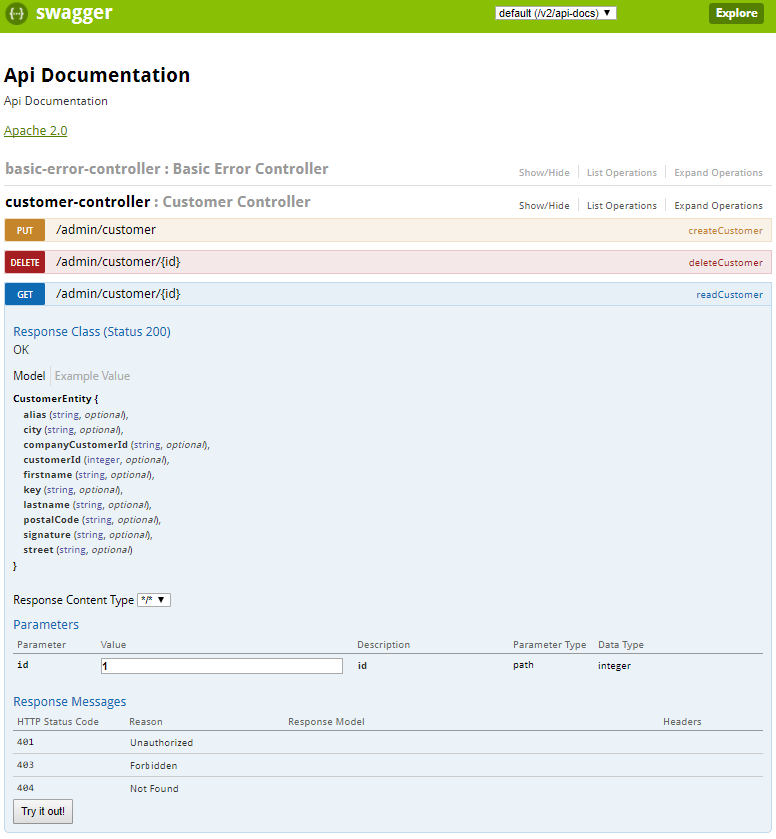 {···} swagger default (/v2/api-docs) ▼ Explore
Api Documentation
Api Documentation
Apache 2.0
basic-error-controller : Basic Error Controller Show/Hide List Operations Expand Operations
customer-controller : Customer Controller Show/Hide List Operations Expand Operations
PUT /admin/customer createCustomer
DELETE /admin/customer/{id} deleteCustomer
GET /admin/customer/{id} readCustomer
Response Class (Status 200)
OK
Model Example Value
CustomerEntity {
alias (string, optional),
city (string, optional),
companyCustomerId (string, optional),
customerId (integer, optional),
firstname (string, optional),
key (string, optional),
lastname (string, optional),
postalCode (string, optional),
signature (string, optional),
street (string, optional)
}
Response Content Type */* ▼
Parameters
Parameter Value Description Parameter Type Data Type
id 1 id path integer
Response Messages
HTTP Status Code Reason Response Model Headers
401 Unauthorized
403 Forbidden
404 Not Found
Try it out!